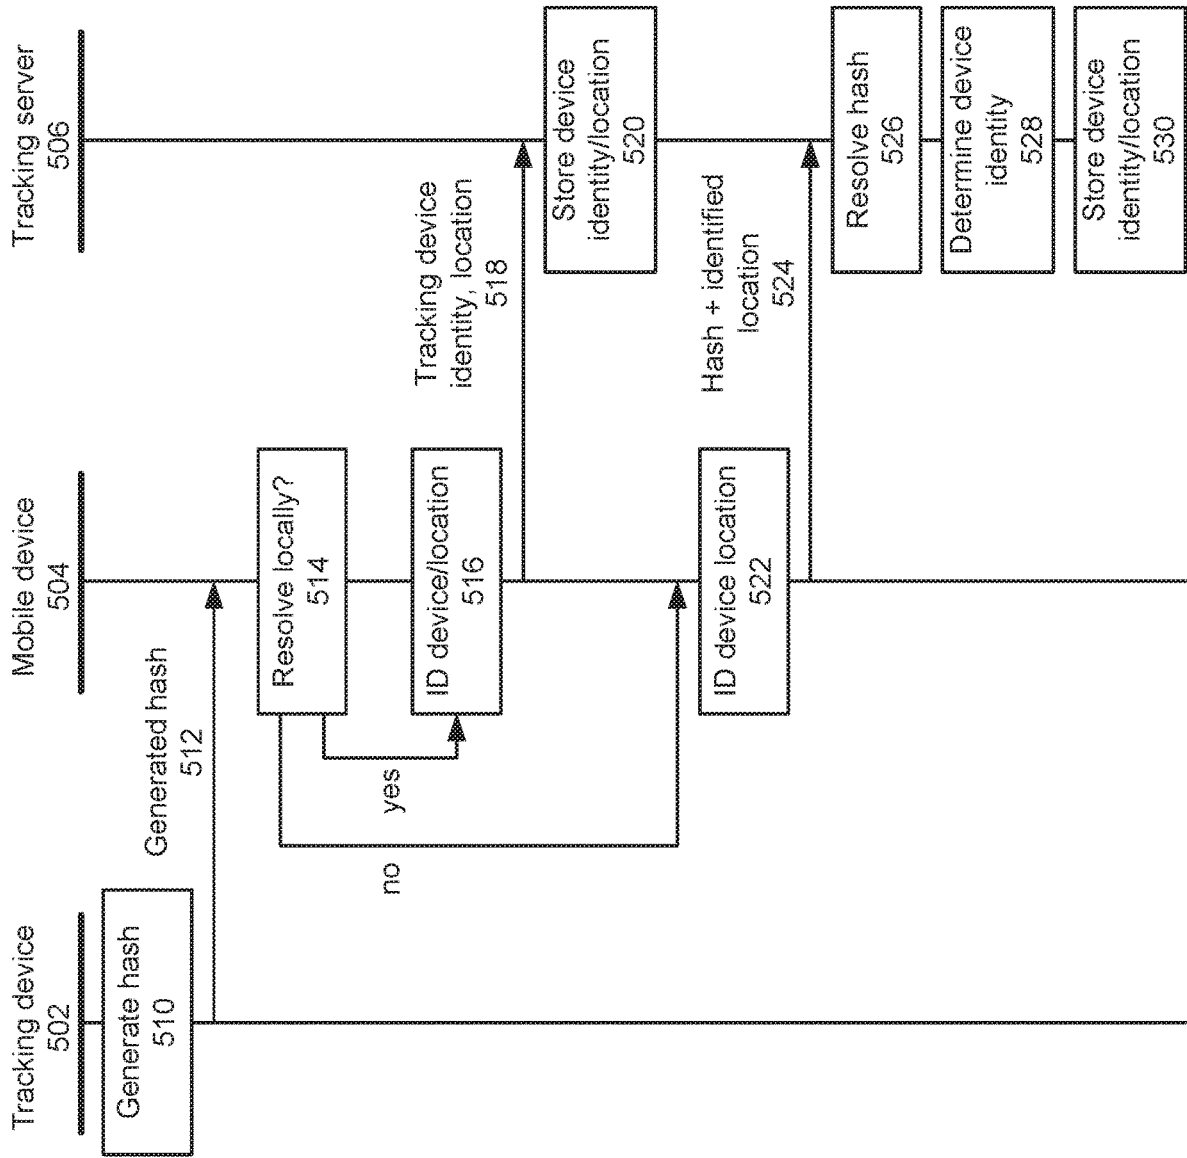 Tracking device
502
Mobile device
504
Tracking server
506
Generate hash
510
Generated hash
512
Resolve locally?
514
no
yes
ID device/location
516
Tracking device
identity, location
518
Store device
identity/location
520
ID device location
522
Hash + identified
location
524
Resolve hash
526
Determine device
identity
528
Store device
identity/location
530